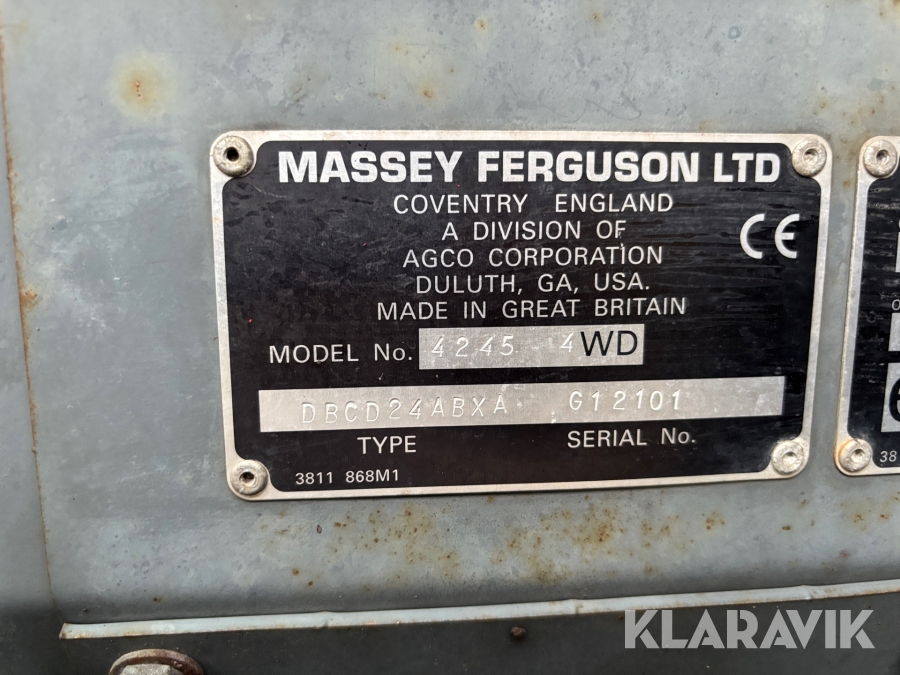 MASSEY FERGUSON LTD
COVENTRY ENGLAND
A DIVISION OF
AGCO CORPORATION
DULUTH, GA, USA.
MADE IN GREAT BRITAIN
CE
MODEL No. 4245 4WD
DBCD24ABXA G12101
TYPE SERIAL No.
3811 868M1
38
KLARAVIK